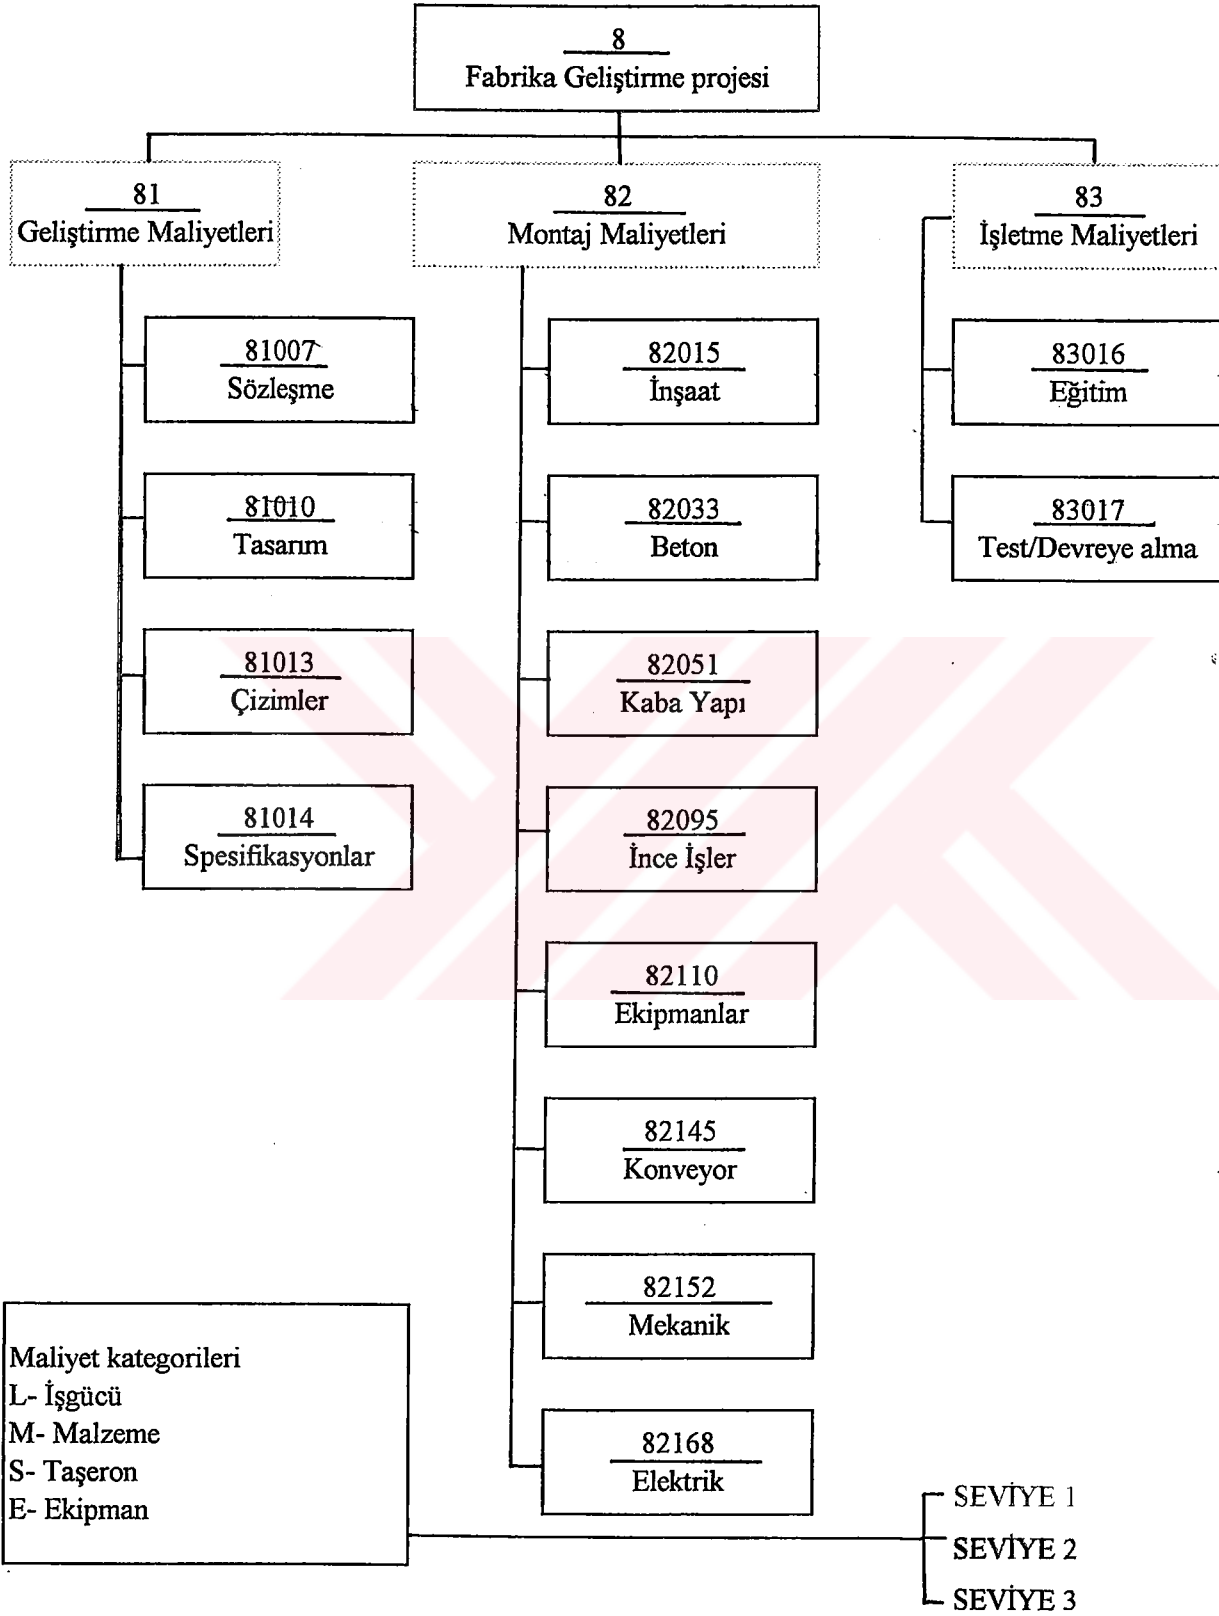 8
Fabrika Geliştirme projesi
81
Geliştirme Maliyetleri
82
Montaj Maliyetleri
83
İşletme Maliyetleri
81007
Sözleşme
81010
Tasarım
81013
Çizimler
81014
Spesifikasyonlar
82015
İnşaat
82033
Beton
82051
Kaba Yapı
82095
İnce İşler
82110
Ekipmanlar
82145
Konveyor
82152
Mekanik
82168
Elektrik
83016
Eğitim
83017
Test/Devreye alma
Maliyet kategorileri
L- İşgücü
M- Malzeme
S- Taşeron
E- Ekipman
SEVİYE 1
SEVİYE 2
SEVİYE 3